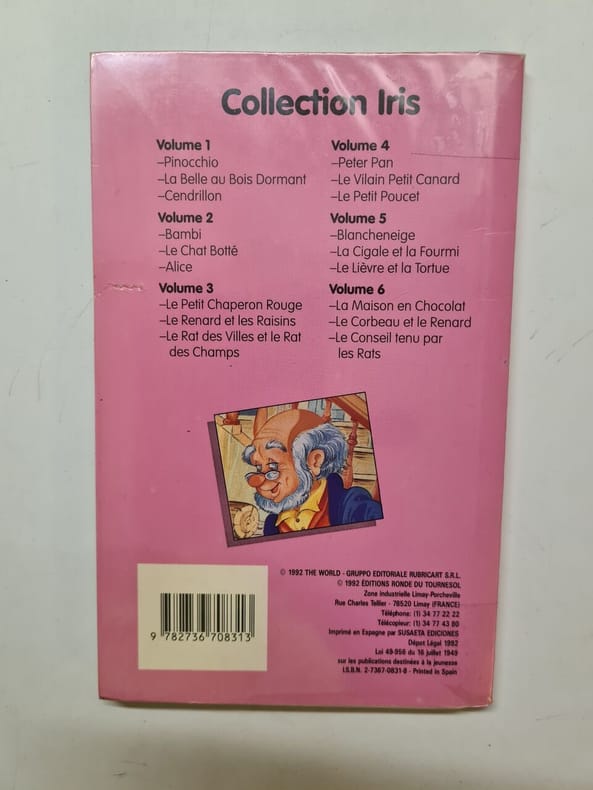 Collection Iris
Volume 1
–Pinocchio
–La Belle au Bois Dormant
–Cendrillon
Volume 2
–Bambi
–Le Chat Botté
–Alice
Volume 3
–Le Petit Chaperon Rouge
–Le Renard et les Raisins
–Le Rat des Villes et le Rat
des Champs
Volume 4
–Peter Pan
–Le Vilain Petit Canard
–Le Petit Poucet
Volume 5
–Blancheneige
–La Cigale et la Fourmi
–Le Lièvre et la Tortue
Volume 6
–La Maison en Chocolat
–Le Corbeau et le Renard
–Le Conseil tenu par
les Rats
© 1992 THE WORLD - GRUPPO EDITORIALE RUBRICART S.R.L.
© 1992 ÉDITIONS RONDE DU TOURNESOL
Zone industrielle Limay-Porcheville
Rue Charles Tellier - 78520 Limay (FRANCE)
Téléphone: (1) 34 77 22 22
Télécopieur: (1) 34 77 43 80
Imprimé en Espagne par SUSAETA EDICIONES
Dépot Légal 1992
Loi 49-956 du 16 juillet 1949
sur les publications destinées à la jeunesse
I.S.B.N. 2-7367-0831-8 - Printed in Spain
9 782736 708313